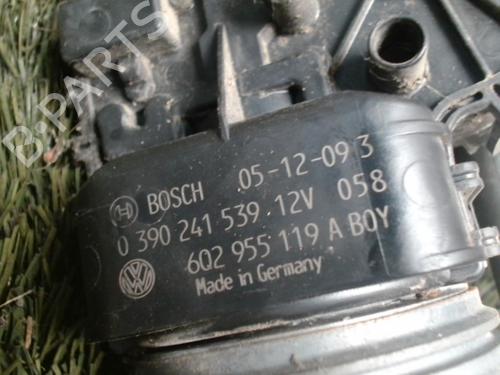 BOSCH 05-12-09 3
0 390 241 539 12V 058
6Q2 955 119 A BOY
Made in Germany
B-PARTS